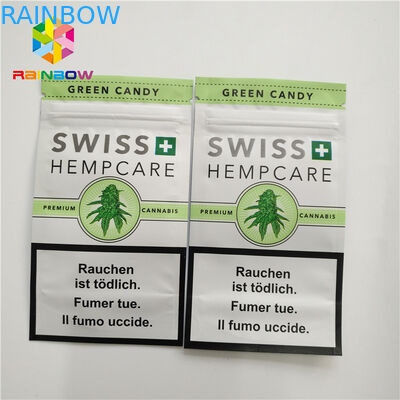 RAINBOW
RAINBOW
GREEN CANDY
SWISS
HEMPCARE
PREMIUM CANNABIS
Rauchen
ist tödlich.
Fumer tue.
Il fumo uccide.
GREEN CANDY
SWISS
HEMPCARE
PREMIUM CANNABIS
Rauchen
ist tödlich.
Fumer tue.
Il fumo uccide.